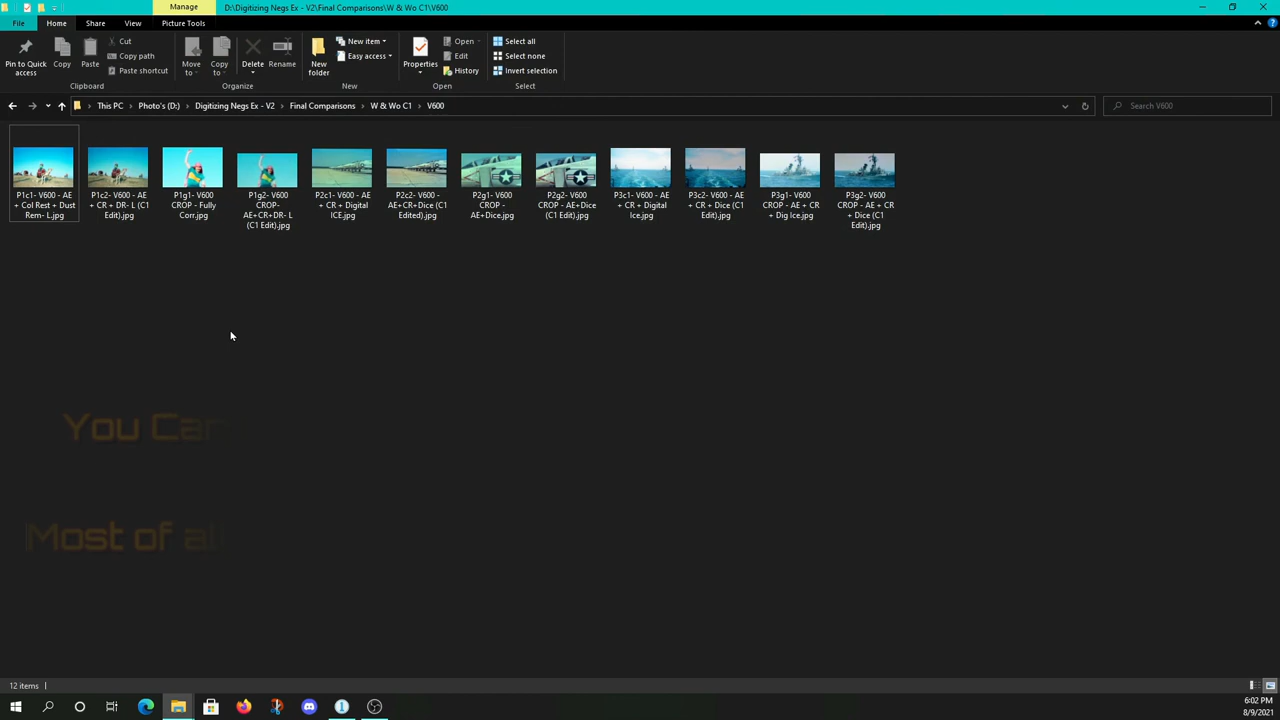 Manage
D:\Digitizing Negs Ex - V2\Final Comparisons\W & Wo C1\V600
File
Home
Share
View
Picture Tools
Pin to Quick
access
Copy
Paste
Cut
Copy path
Paste shortcut
Clipboard
Move
to
Copy
to
Delete
Rename
Organize
New
folder
New item
Easy access
New
Properties
Open
Edit
History
Open
Select all
Select none
Invert selection
Select
This PC
Photo's (D:)
Digitizing Negs Ex - V2
Final Comparisons
W & Wo C1
V600
Search V600
P1c1- V600 - AE
+ Col Rest + Dust
Rem- L.jpg
P1c2- V600 - AE
+ CR + DR- L (C1
Edit).jpg
P1g1- V600
CROP - Fully
Corr.jpg
P1g2- V600
CROP-
AE+CR+DR- L
(C1 Edit).jpg
P2c1- V600 - AE
+ CR + Digital
ICE.jpg
P2c2- V600 -
AE+CR+Dice (C1
Edited).jpg
P2g1- V600
CROP -
AE+Dice.jpg
P2g2- V600
CROP - AE+Dice
(C1 Edit).jpg
P3c1- V600 - AE
+ CR + Digital
Ice.jpg
P3c2- V600 - AE
+ CR + Dice (C1
Edit).jpg
P3g1- V600
CROP - AE + CR
+ Dig Ice.jpg
P3g2- V600
CROP - AE + CR
+ Dice (C1
Edit).jpg
You Can
Most of al
12 items
6:02 PM
8/9/2021